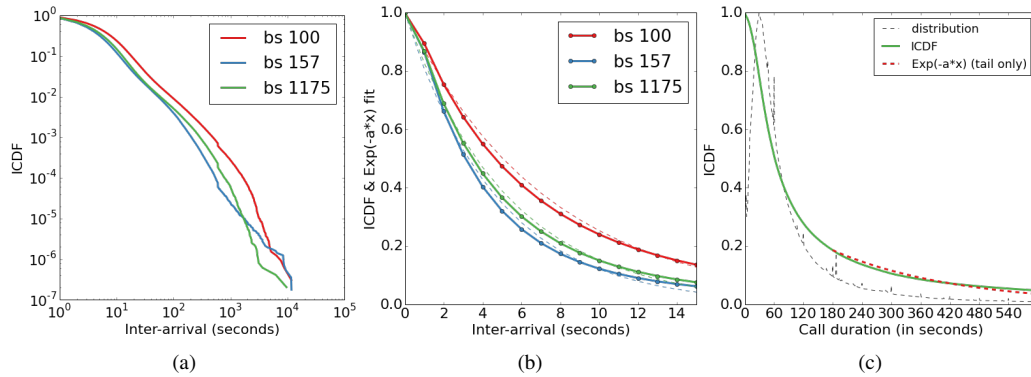 ICDF
10^0
10^-1
10^-2
10^-3
10^-4
10^-5
10^-6
10^-7
bs 100
bs 157
bs 1175
10^0 10^1 10^2 10^3 10^4 10^5
Inter-arrival (seconds)
(a)
ICDF & Exp(-a*x) fit
1.0
0.8
0.6
0.4
0.2
0.0
bs 100
bs 157
bs 1175
0 2 4 6 8 10 12 14
Inter-arrival (seconds)
(b)
ICDF
1.0
0.8
0.6
0.4
0.2
0.0
distribution
ICDF
Exp(-a*x) (tail only)
0 60 120 180 240 300 360 420 480 540
Call duration (in seconds)
(c)